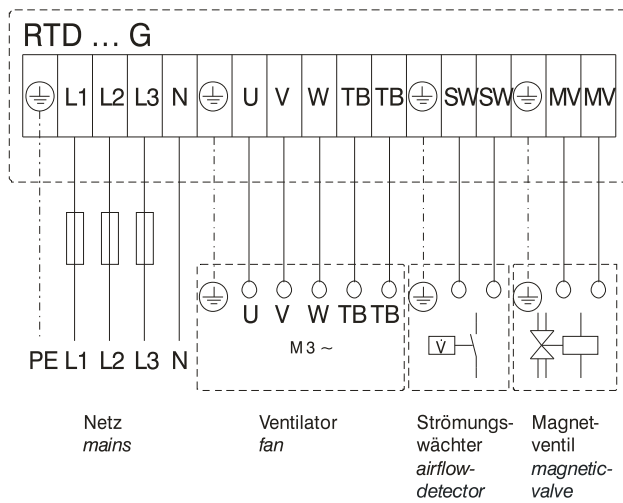 RTD ... G
L1 L2 L3 N U V W TB TB SW SW MV MV
U V W TB TB
M 3 ~
V̇
PE L1 L2 L3 N
Netz
mains
Ventilator
fan
Strömungs-
wächter
airflow-
detector
Magnet-
ventil
magnetic-
valve